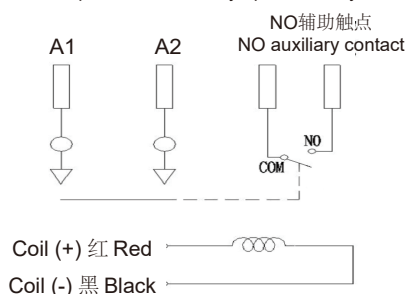 NO辅助触点
A1 A2 NO auxiliary contact
NO
COM
Coil (+) 红 Red
Coil (-) 黑 Black